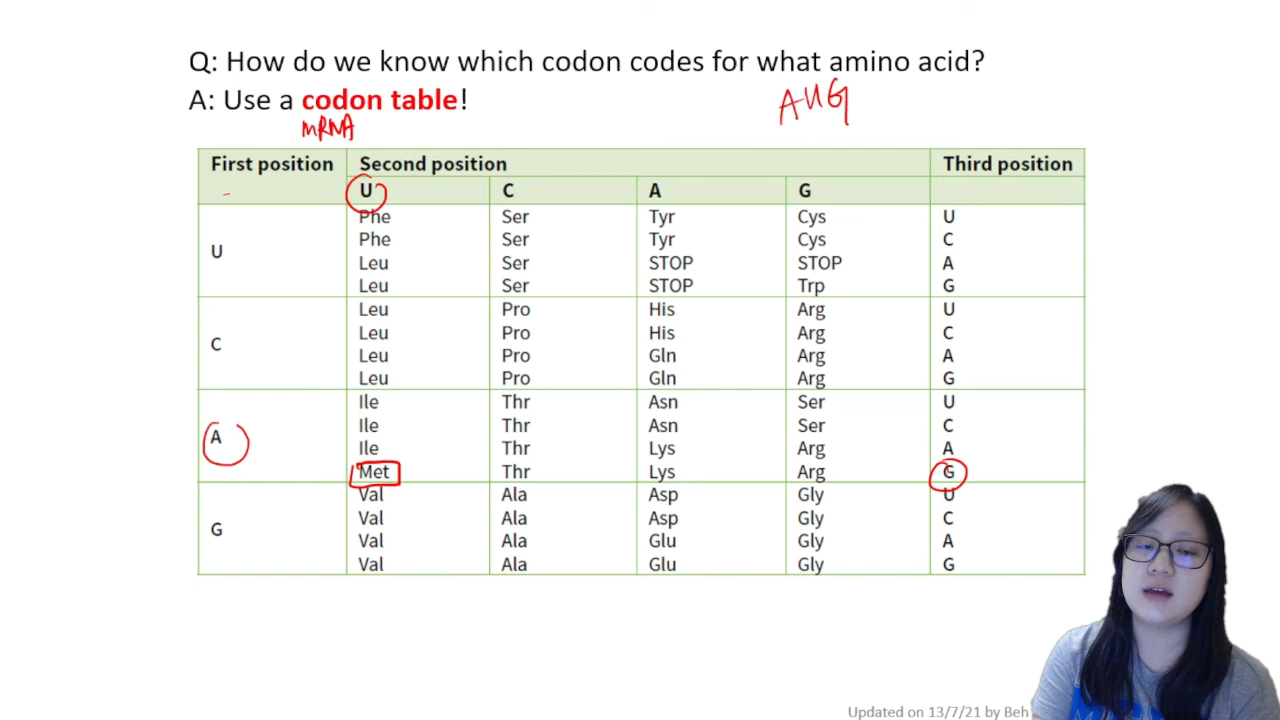 Q: How do we know which codon codes for what amino acid?
A: Use a codon table!
AUG
mRNA
First position Second position Third position
U C A G
U Phe Ser Tyr Cys U
Phe Ser Tyr Cys C
Leu Ser STOP STOP A
Leu Ser STOP Trp G
C Leu Pro His Arg U
Leu Pro His Arg C
Leu Pro Gln Arg A
Leu Pro Gln Arg G
A Ile Thr Asn Ser U
Ile Thr Asn Ser C
Ile Thr Lys Arg A
Met Thr Lys Arg G
G Val Ala Asp Gly U
Val Ala Asp Gly C
Val Ala Glu Gly A
Val Ala Glu Gly G
Updated on 13/7/21 by Beh